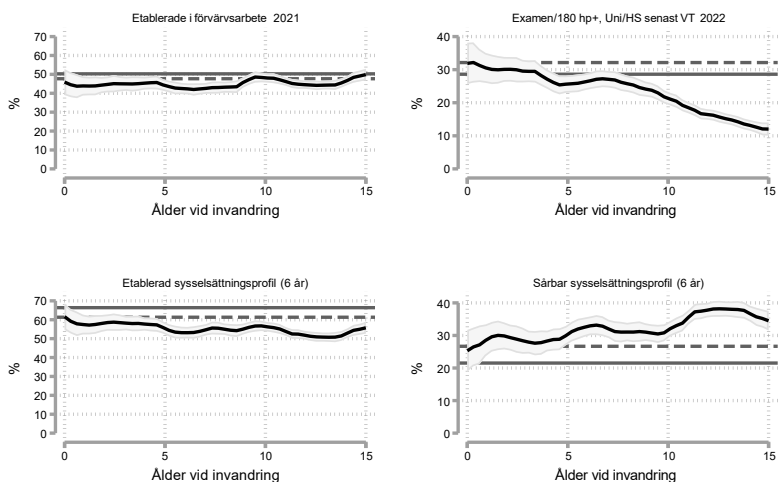 Etablerade i förvärvsarbete 2021
70
60
50
40
30
20
10
0
%
0 5 10 15
Ålder vid invandring
Examen/180 hp+, Uni/HS senast VT 2022
40
30
20
10
0
%
0 5 10 15
Ålder vid invandring
Etablerad sysselsättningsprofil (6 år)
70
60
50
40
30
20
10
0
%
0 5 10 15
Ålder vid invandring
Sårbar sysselsättningsprofil (6 år)
40
30
20
10
0
%
0 5 10 15
Ålder vid invandring